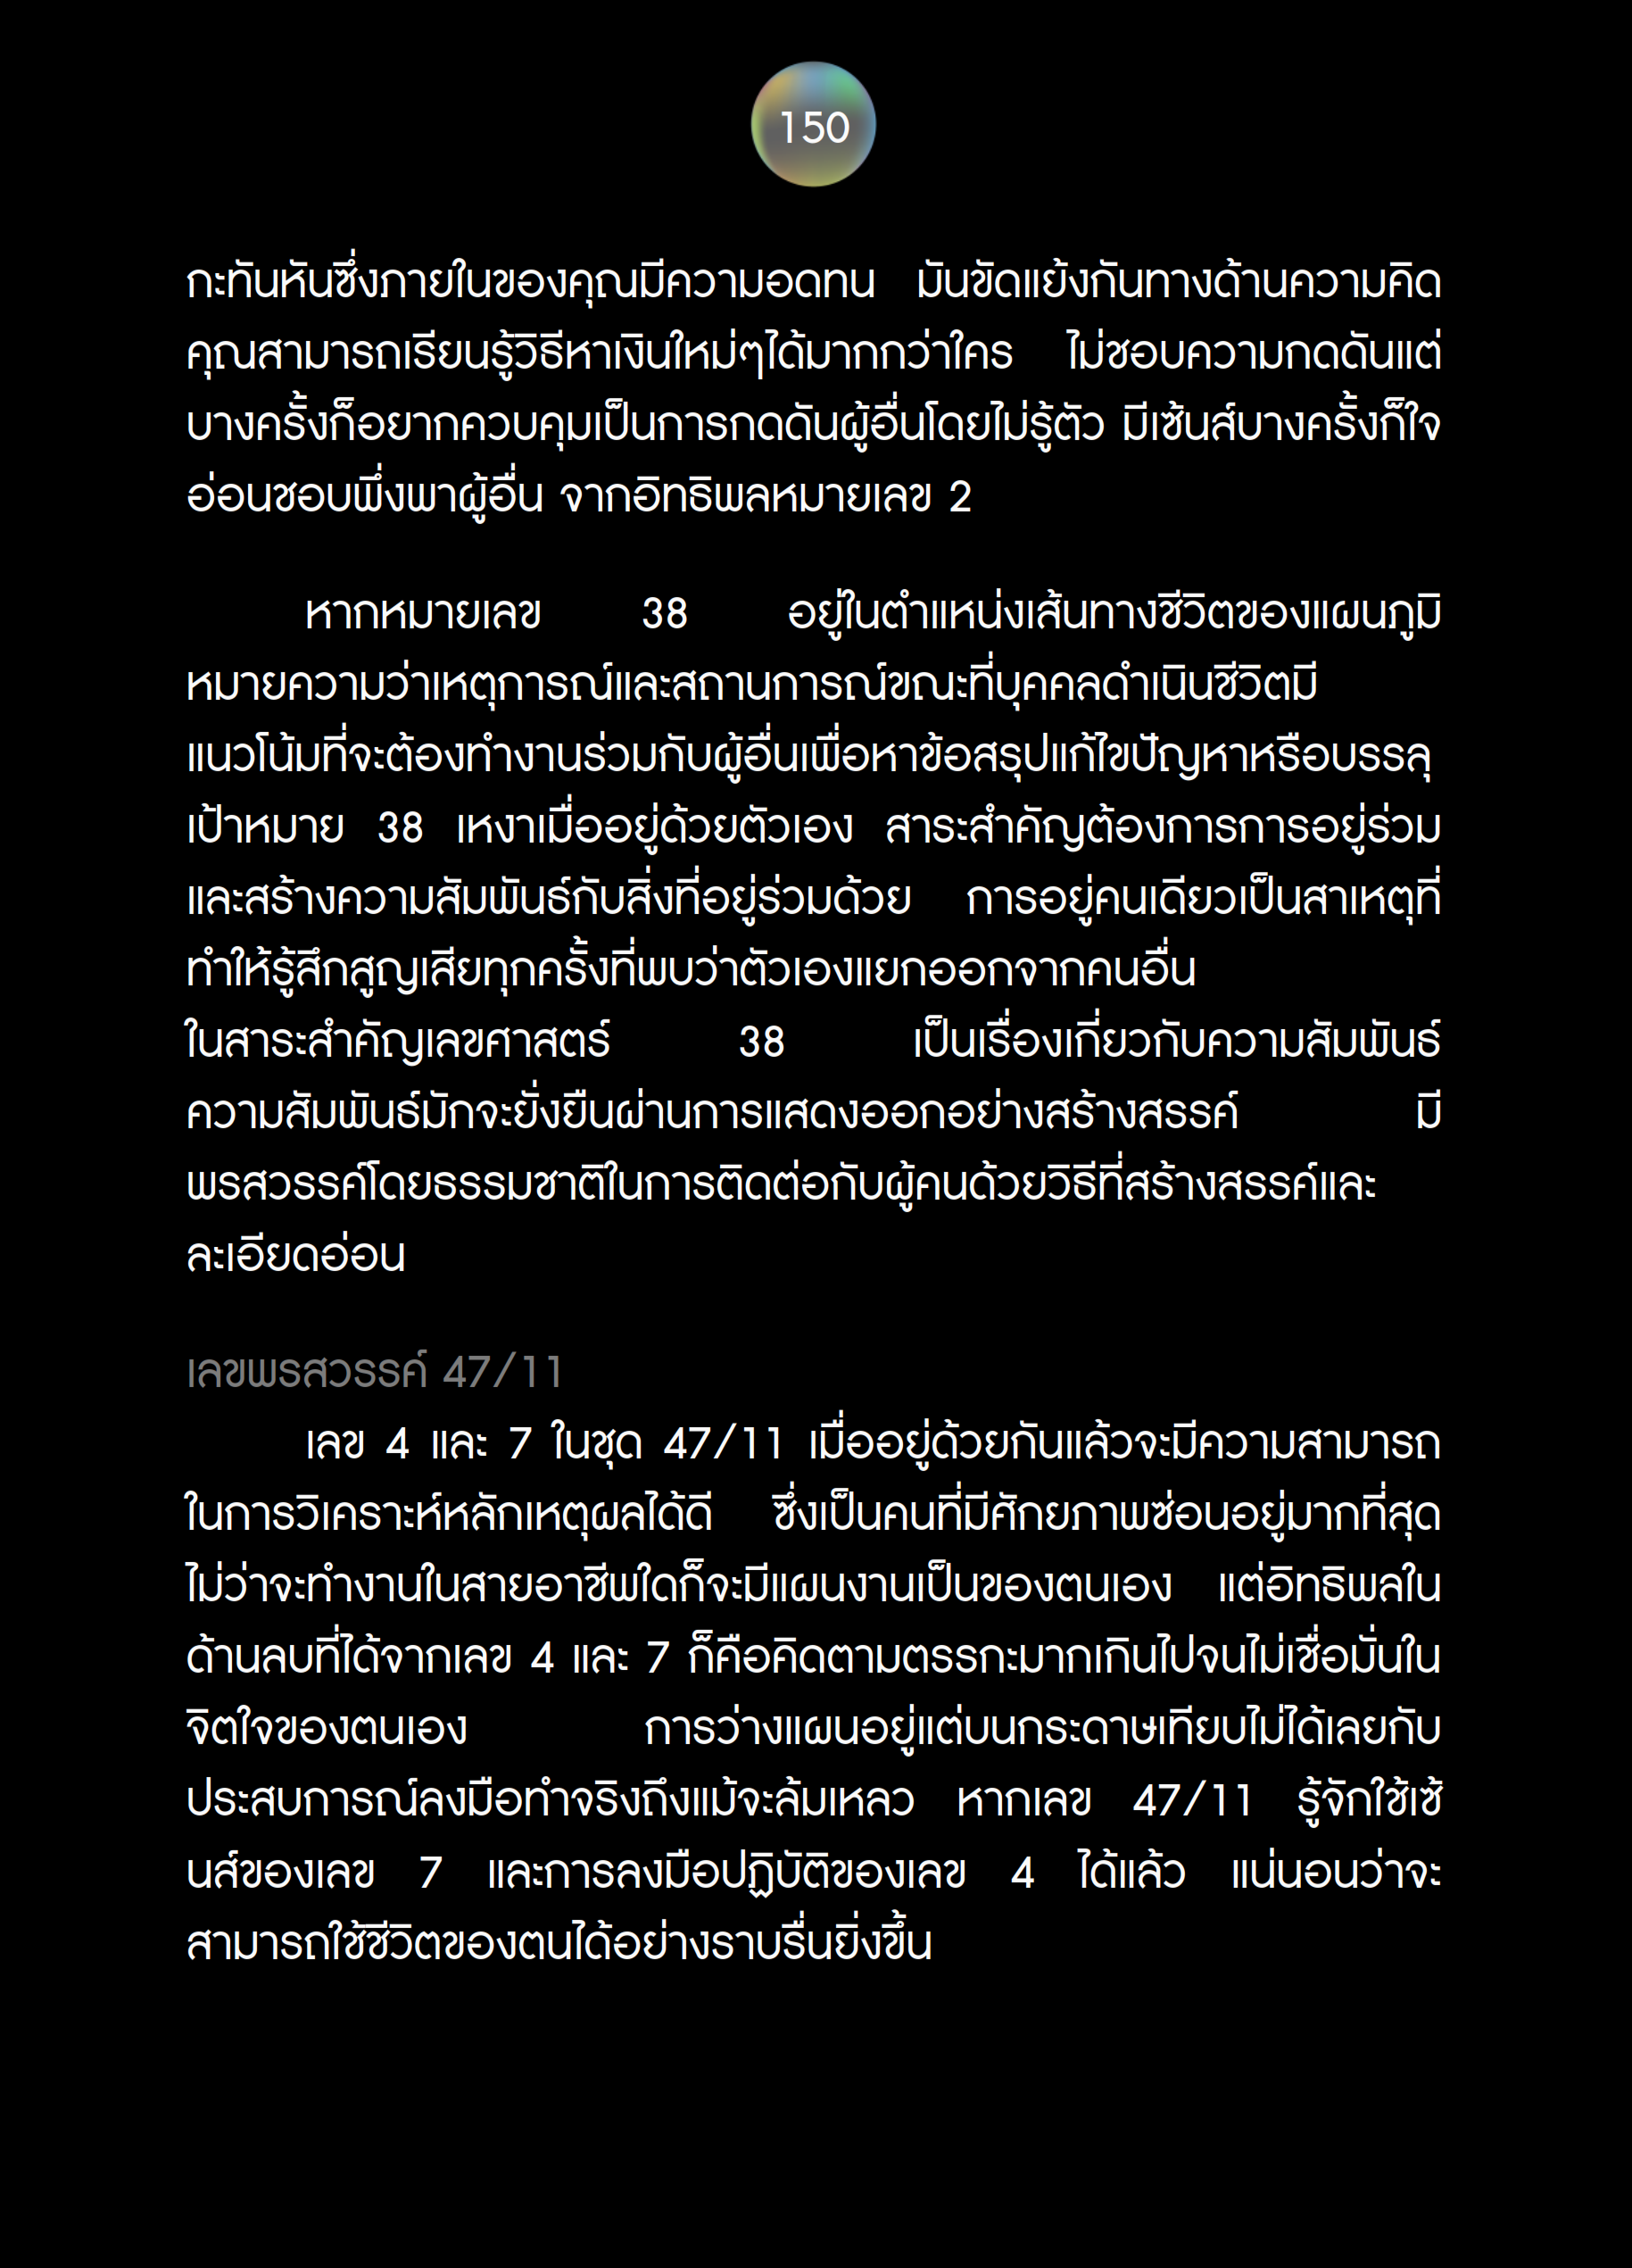 150
กะทันหันซึ่งภายในของคุณมีความอดทน มันขัดแย้งกันทางด้านความคิด
คุณสามารถเรียนรู้วิธีหาเงินใหม่ๆได้มากกว่าใคร ไม่ชอบความกดดันแต่
บางครั้งก็อยากควบคุมเป็นการกดดันผู้อื่นโดยไม่รู้ตัว มีเซ้นส์บางครั้งก็ใจ
อ่อนชอบพึ่งพาผู้อื่น จากอิทธิพลหมายเลข 2
หากหมายเลข 38 อยู่ในตำแหน่งเส้นทางชีวิตของแผนภูมิ
หมายความว่าเหตุการณ์และสถานการณ์ขณะที่บุคคลดำเนินชีวิตมี
แนวโน้มที่จะต้องทำงานร่วมกับผู้อื่นเพื่อหาข้อสรุปแก้ไขปัญหาหรือบรรลุ
เป้าหมาย 38 เหงาเมื่ออยู่ด้วยตัวเอง สาระสำคัญต้องการการอยู่ร่วม
และสร้างความสัมพันธ์กับสิ่งที่อยู่ร่วมด้วย การอยู่คนเดียวเป็นสาเหตุที่
ทำให้รู้สึกสูญเสียทุกครั้งที่พบว่าตัวเองแยกออกจากคนอื่น
ในสาระสำคัญเลขศาสตร์ 38 เป็นเรื่องเกี่ยวกับความสัมพันธ์
ความสัมพันธ์มักจะยั่งยืนผ่านการแสดงออกอย่างสร้างสรรค์ มี
พรสวรรค์โดยธรรมชาติในการติดต่อกับผู้คนด้วยวิธีที่สร้างสรรค์และ
ละเอียดอ่อน
เลขพรสวรรค์ 47/11
เลข 4 และ 7 ในชุด 47/11 เมื่ออยู่ด้วยกันแล้วจะมีความสามารถ
ในการวิเคราะห์หลักเหตุผลได้ดี ซึ่งเป็นคนที่มีศักยภาพซ่อนอยู่มากที่สุด
ไม่ว่าจะทำงานในสายอาชีพใดก็จะมีแผนงานเป็นของตนเอง แต่อิทธิพลใน
ด้านลบที่ได้จากเลข 4 และ 7 ก็คือคิดตามตรรกะมากเกินไปจนไม่เชื่อมั่นใน
จิตใจของตนเอง การว่างแผนอยู่แต่บนกระดาษเทียบไม่ได้เลยกับ
ประสบการณ์ลงมือทำจริงถึงแม้จะล้มเหลว หากเลข 47/11 รู้จักใช้เซ้
นส์ของเลข 7 และการลงมือปฏิบัติของเลข 4 ได้แล้ว แน่นอนว่าจะ
สามารถใช้ชีวิตของตนได้อย่างราบรื่นยิ่งขึ้น